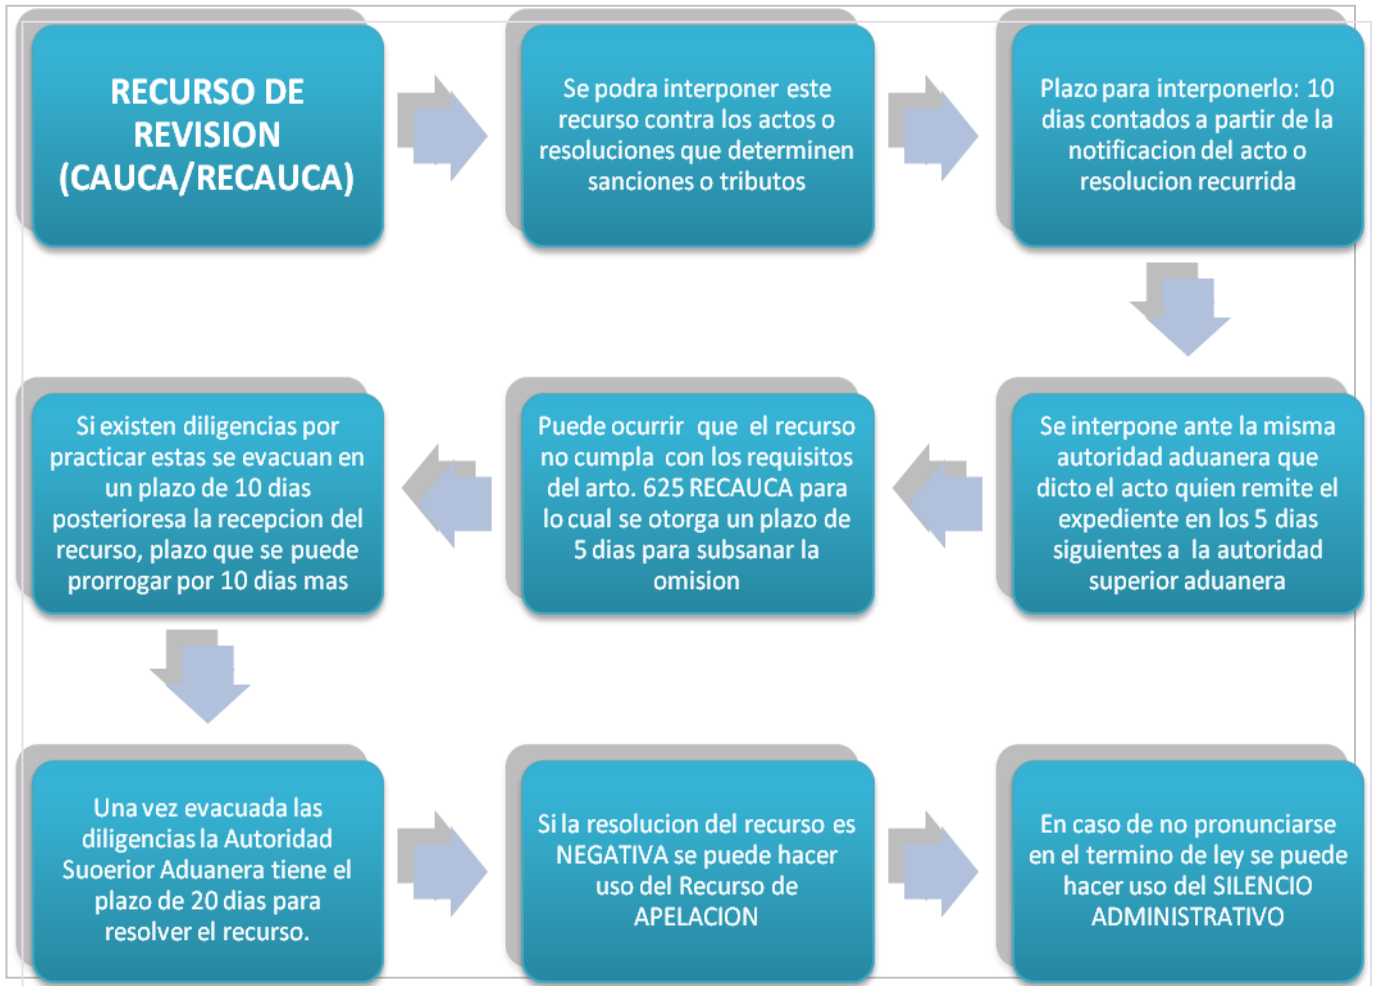 RECURSO DE
REVISION
(CAUCA/RECAUCA)
Se podra interponer este
recurso contra los actos o
resoluciones que determinen
sanciones o tributos
Plazo para interponerlo: 10
dias contados a partir de la
notificacion del acto o
resolucion recurrida
Se interpone ante la misma
autoridad aduanera que
dicto el acto quien remite el
expediente en los 5 dias
siguientes a la autoridad
superior aduanera
Puede ocurrir que el recurso
no cumpla con los requisitos
del arto. 625 RECAUCA para
lo cual se otorga un plazo de
5 dias para subsanar la
omision
Si existen diligencias por
practicar estas se evacuan en
un plazo de 10 dias
posterioresa la recepcion del
recurso, plazo que se puede
prorrogar por 10 dias mas
Una vez evacuada las
diligencias la Autoridad
Suoerior Aduanera tiene el
plazo de 20 dias para
resolver el recurso.
Si la resolucion del recurso es
NEGATIVA se puede hacer
uso del Recurso de
APELACION
En caso de no pronunciarse
en el termino de ley se puede
hacer uso del SILENCIO
ADMINISTRATIVO